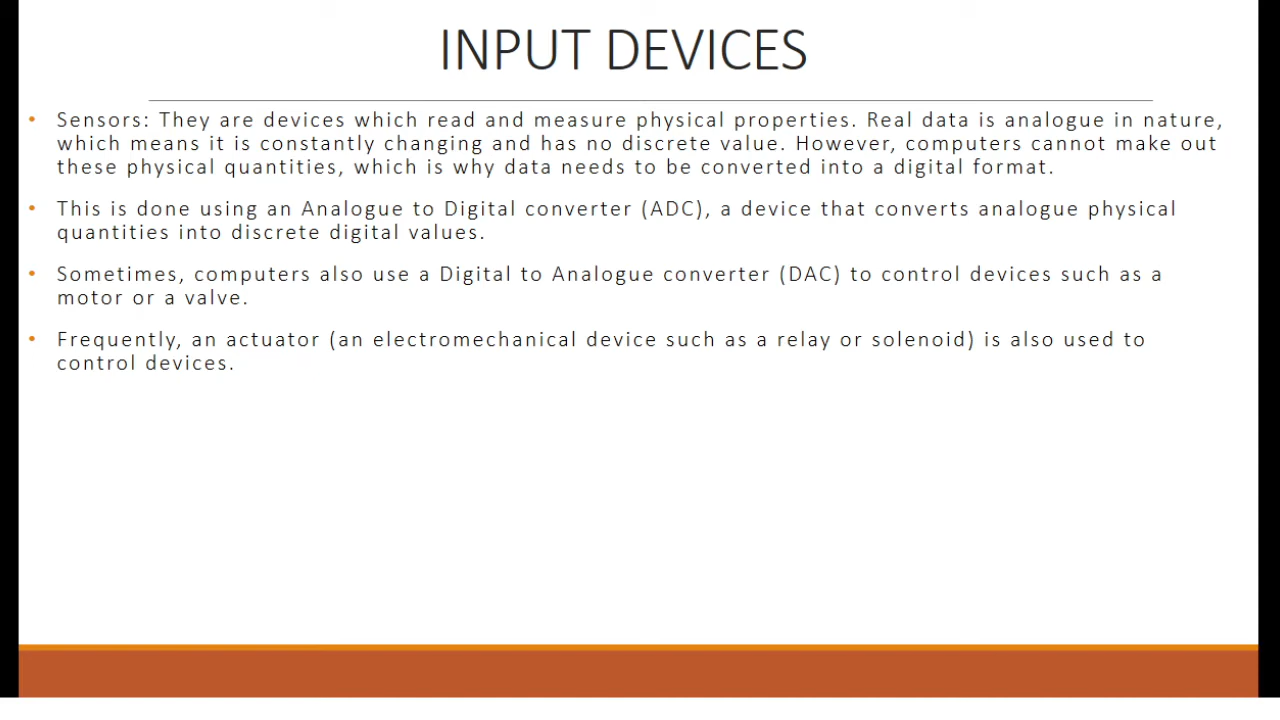 INPUT DEVICES
• Sensors: They are devices which read and measure physical properties. Real data is analogue in nature,
which means it is constantly changing and has no discrete value. However, computers cannot make out
these physical quantities, which is why data needs to be converted into a digital format.
• This is done using an Analogue to Digital converter (ADC), a device that converts analogue physical
quantities into discrete digital values.
• Sometimes, computers also use a Digital to Analogue converter (DAC) to control devices such as a
motor or a valve.
• Frequently, an actuator (an electromechanical device such as a relay or solenoid) is also used to
control devices.